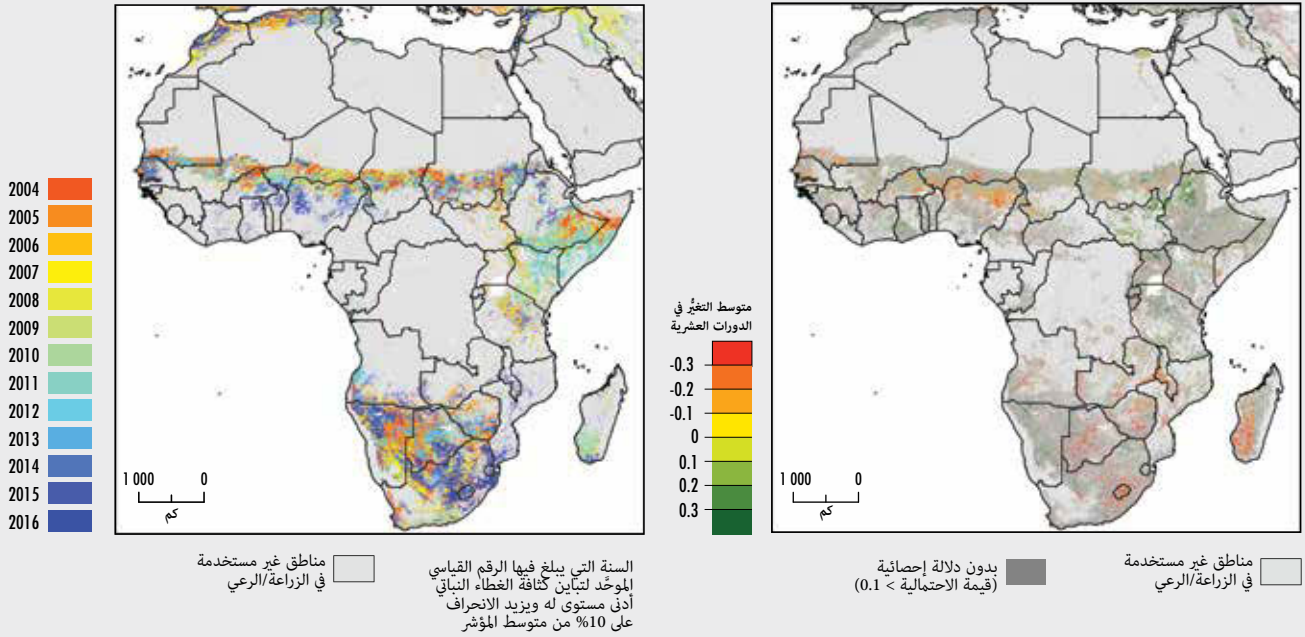 2004
2005
2006
2007
2008
2009
2010
2011
2012
2013
2014
2015
2016
1 000 0
كم
مناطق غير مستخدمة
في الزراعة/الرعي
السنة التي يبلغ فيها الرقم القياسي
الموحَّد لتباين كثافة الغطاء النباتي
أدنى مستوى له ويزيد الانحراف
على 10% من متوسط المؤشر
متوسط التغيُّر في
الدورات العشرية
-0.3
-0.2
-0.1
0
0.1
0.2
0.3
1 000 0
كم
بدون دلالة إحصائية
(قيمة الاحتمالية > 0.1)
مناطق غير مستخدمة
في الزراعة/الرعي